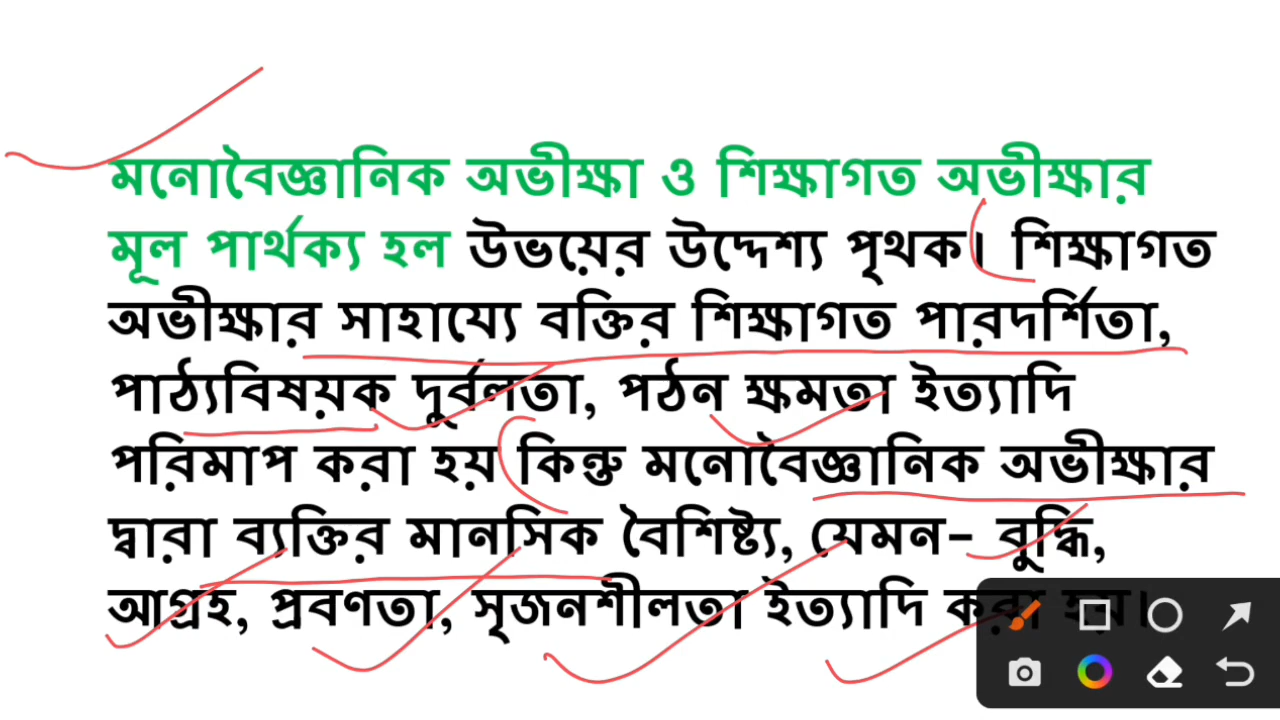 মনোবৈজ্ঞানিক অভীক্ষা ও শিক্ষাগত অভীক্ষার
মূল পার্থক্য হল উভয়ের উদ্দেশ্য পৃথক। শিক্ষাগত
অভীক্ষার সাহায্যে বক্তির শিক্ষাগত পারদর্শিতা,
পাঠ্যবিষয়ক দুর্বলতা, পঠন ক্ষমতা ইত্যাদি
পরিমাপ করা হয় কিন্তু মনোবৈজ্ঞানিক অভীক্ষার
দ্বারা ব্যক্তির মানসিক বৈশিষ্ট্য, যেমন– বুদ্ধি,
আগ্রহ, প্রবণতা, সৃজনশীলতা ইত্যাদি করা হয়।